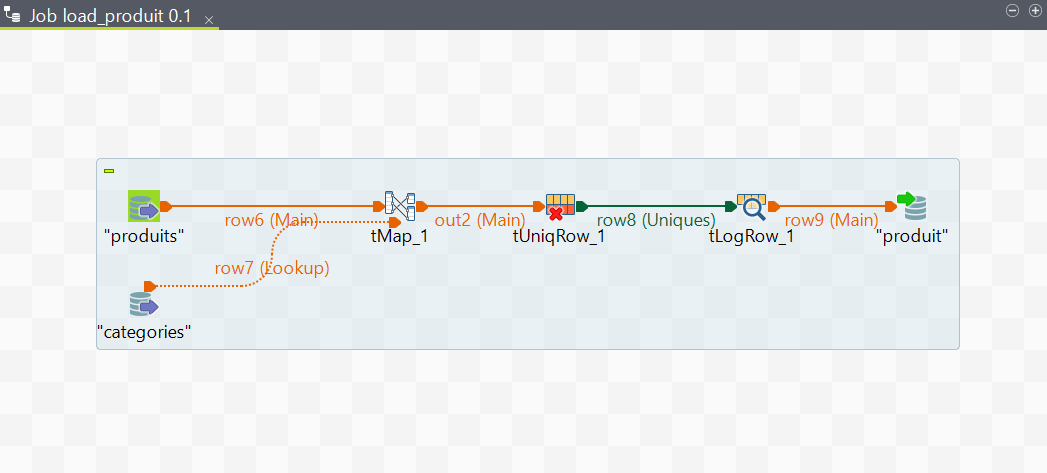 Job load_produit 0.1
row6 (Main)
out2 (Main)
row8 (Uniques)
row9 (Main)
"produits"
tMap_1
tUniqRow_1
tLogRow_1
"produit"
row7 (Lookup)
"categories"